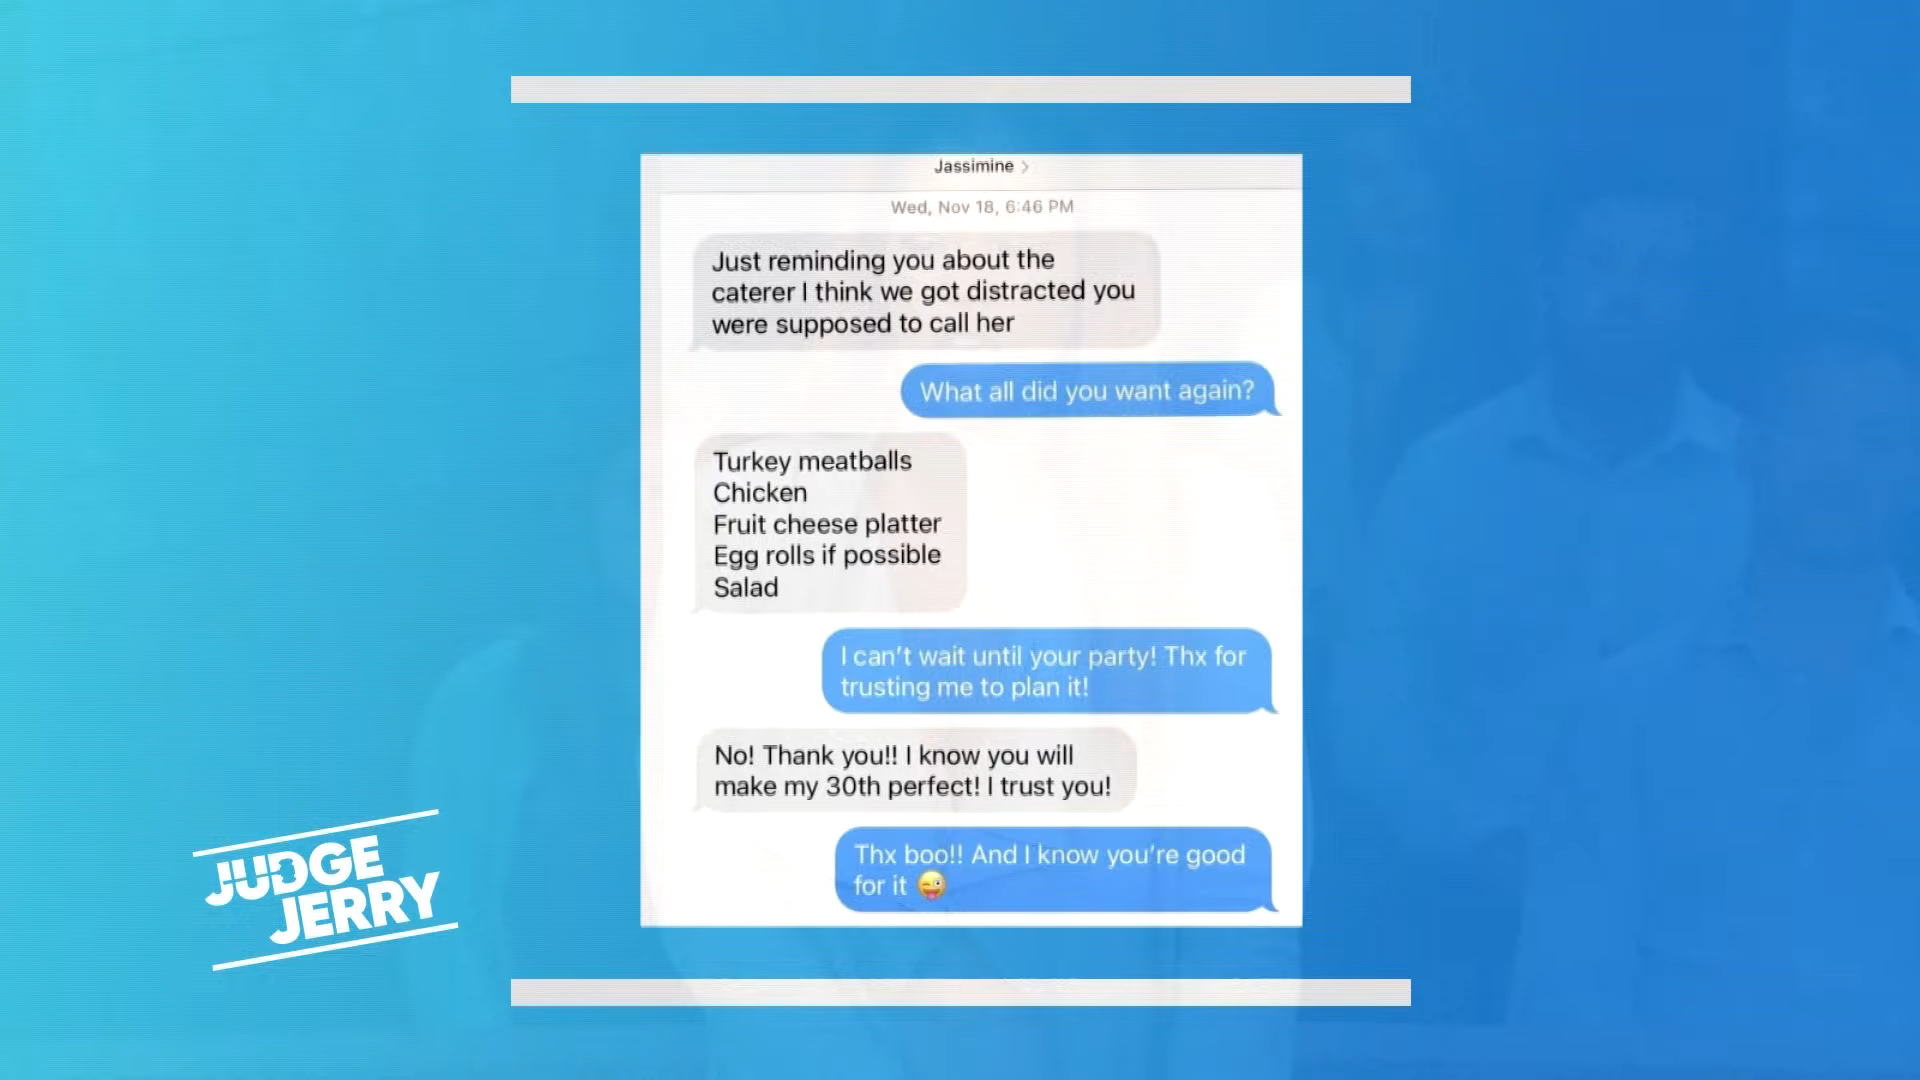 Jassimine >
Wed, Nov 18, 6:46 PM
Just reminding you about the
caterer I think we got distracted you
were supposed to call her
What all did you want again?
Turkey meatballs
Chicken
Fruit cheese platter
Egg rolls if possible
Salad
I can't wait until your party! Thx for
trusting me to plan it!
No! Thank you!! I know you will
make my 30th perfect! I trust you!
Thx boo!! And I know you're good
for it 😜
JUDGE
JERRY